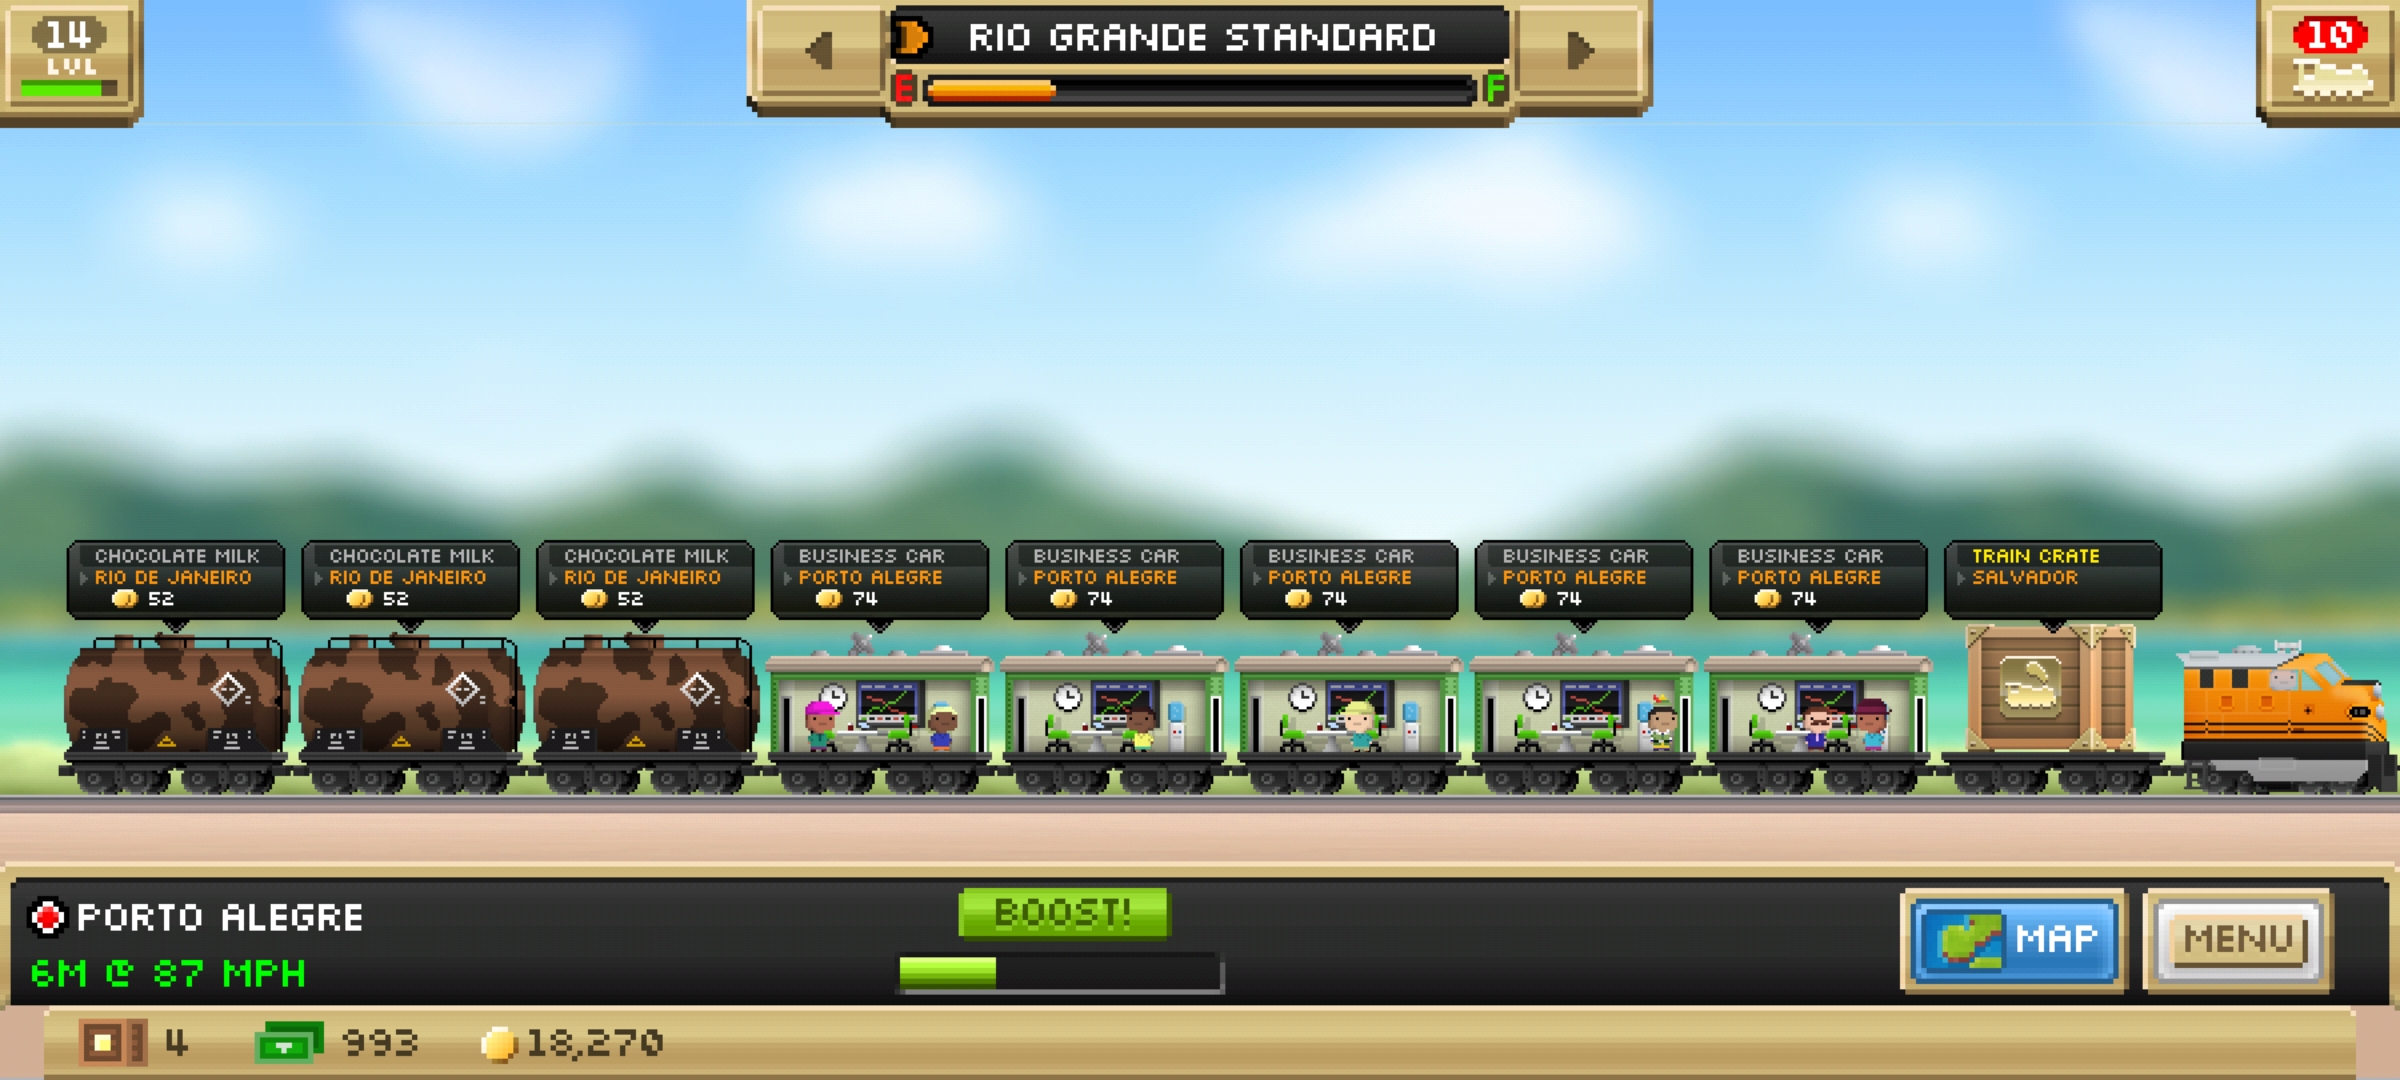 14
LVL
RIO GRANDE STANDARD
E F
10
CHOCOLATE MILK
RIO DE JANEIRO
52
CHOCOLATE MILK
RIO DE JANEIRO
52
CHOCOLATE MILK
RIO DE JANEIRO
52
BUSINESS CAR
PORTO ALEGRE
74
BUSINESS CAR
PORTO ALEGRE
74
BUSINESS CAR
PORTO ALEGRE
74
BUSINESS CAR
PORTO ALEGRE
74
BUSINESS CAR
PORTO ALEGRE
74
TRAIN CRATE
SALVADOR
PORTO ALEGRE
6M @ 87 MPH
BOOST!
MAP
MENU
4
993
18,270